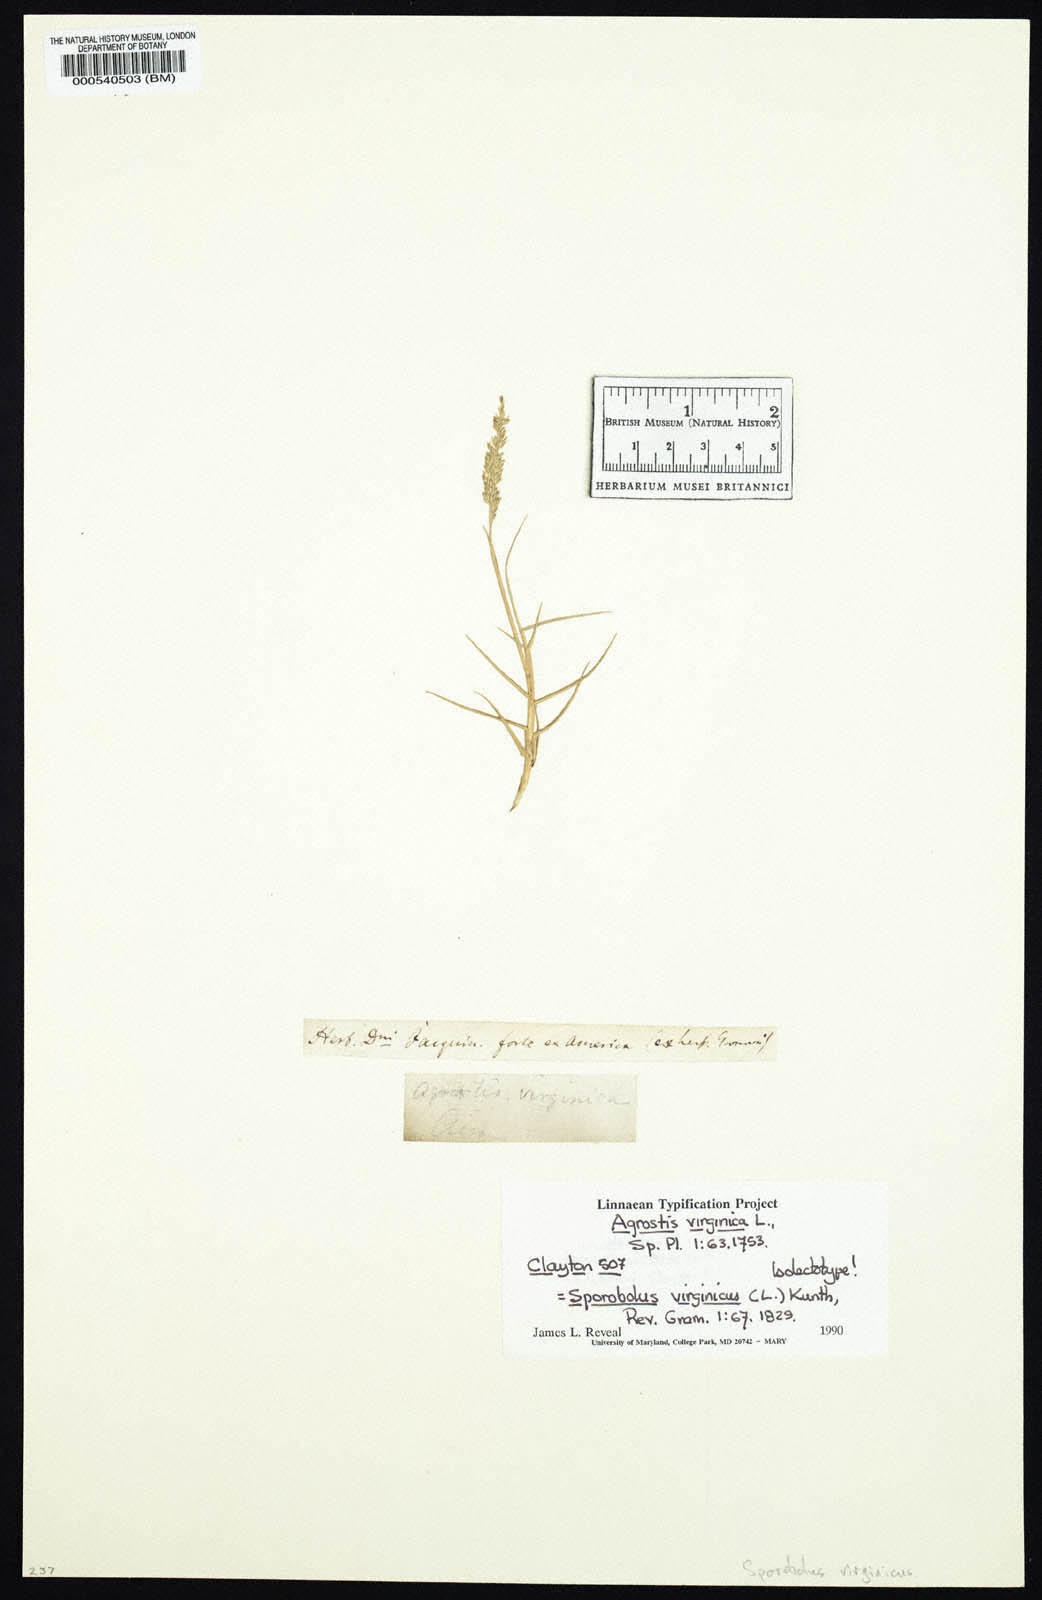 THE NATURAL HISTORY MUSEUM, LONDON
DEPARTMENT OF BOTANY
000540503 (BM)
1 2
BRITISH MUSEUM (NATURAL HISTORY)
1 2 3 4 5
HERBARIUM MUSEI BRITANNICI
Herb. Dni Jacquin. forte ex America (ex herb. Gronovii)
Agrostis virginica
Linnaean Typification Project
Agrostis virginica L.,
Sp. Pl. 1:63.1753.
Clayton 507 Isolectotype!
= Sporobolus virginicus (L.) Kunth,
Rev. Gram. 1:67. 1829.
James L. Reveal 1990
University of Maryland, College Park, MD 20742 – MARY
237
Sporobolus virginicus